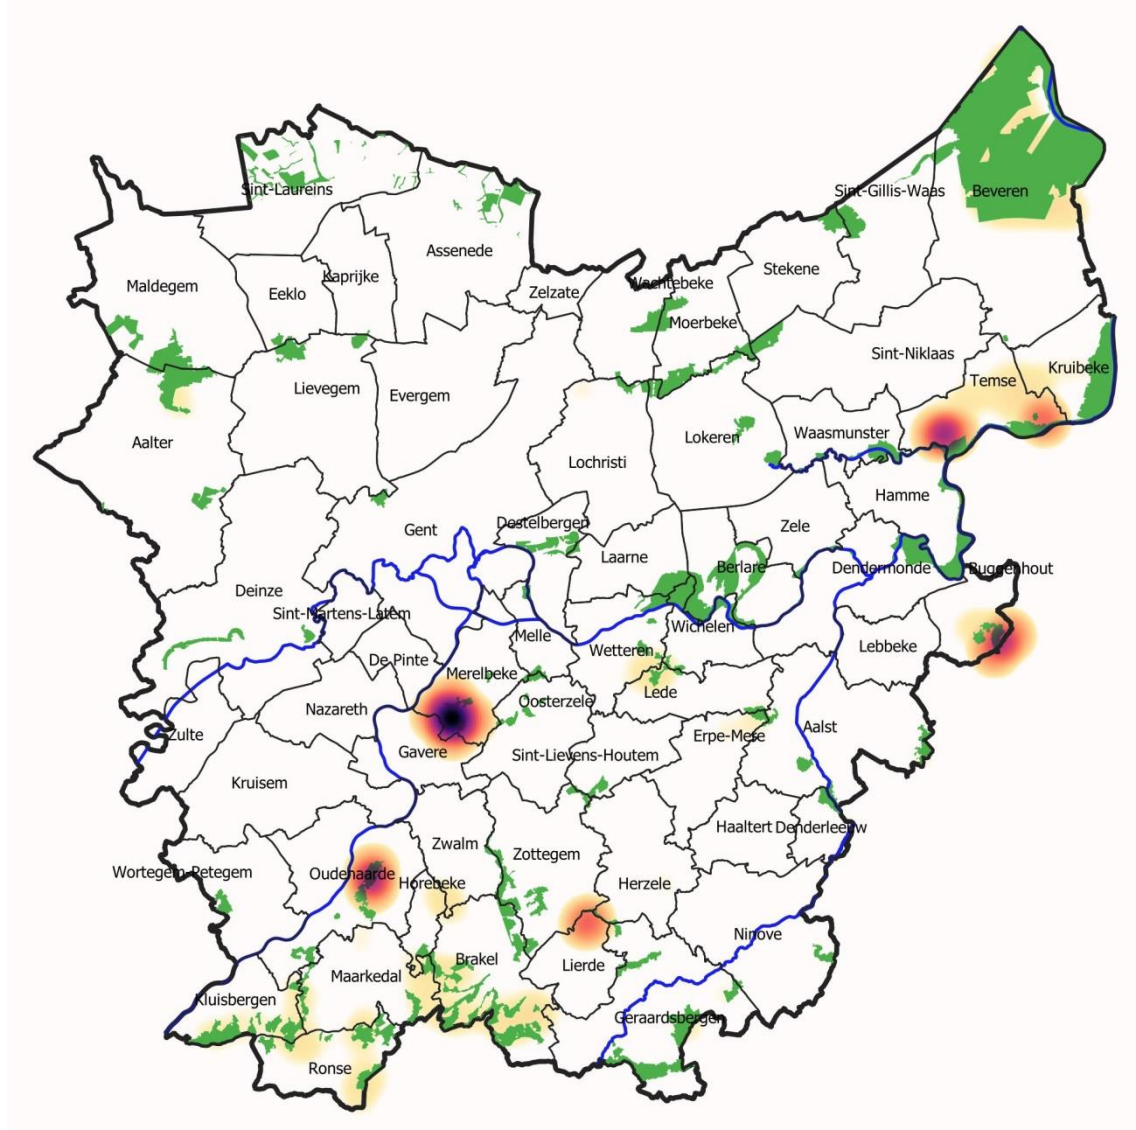 Sint-Laureins
Sint-Gillis-Waas
Beveren
Assenede
Stekene
Kaprijke
Maldegem
Eeklo
Zelzate
Wachtebeke
Moerbeke
Sint-Niklaas
Kruibeke
Temse
Lievegem
Evergem
Aalter
Lokeren
Waasmunster
Lochristi
Hamme
Gent
Destelbergen
Zele
Laarne
Berlare
Dendermonde
Buggenhout
Deinze
Sint-Martens-Latem
Melle
Wichelen
Wetteren
Lebbeke
De Pinte
Merelbeke
Lede
Oosterzele
Nazareth
Zulte
Aalst
Erpe-Mere
Gavere
Sint-Lievens-Houtem
Kruisem
Haaltert
Denderleeuw
Zwalm
Zottegem
Wortegem-Petegem
Oudenaarde
Horebeke
Herzele
Ninove
Brakel
Lierde
Maarkedal
Kluisbergen
Geraardsbergen
Ronse